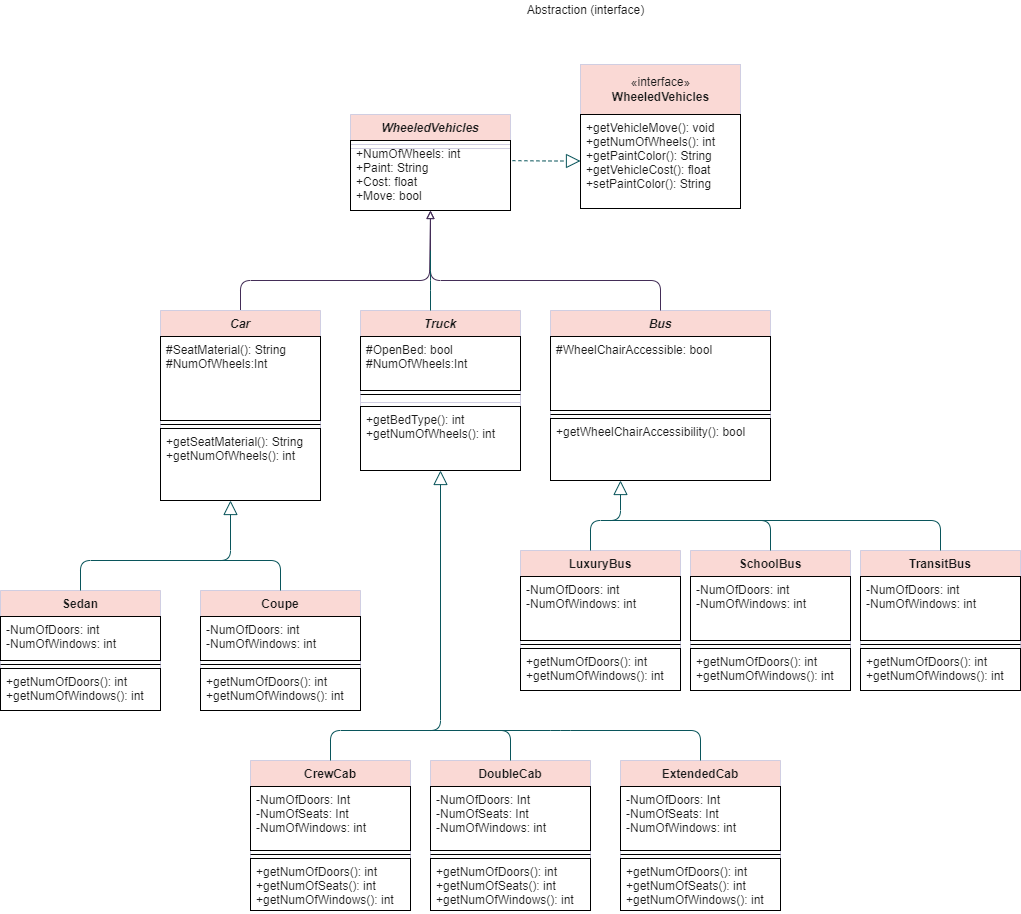 Abstraction (interface)
«interface»
WheeledVehicles
+getVehicleMove(): void
+getNumOfWheels(): int
+getPaintColor(): String
+getVehicleCost(): float
+setPaintColor(): String
WheeledVehicles
+NumOfWheels: int
+Paint: String
+Cost: float
+Move: bool
Car
#SeatMaterial(): String
#NumOfWheels:Int
+getSeatMaterial(): String
+getNumOfWheels(): int
Truck
#OpenBed: bool
#NumOfWheels:Int
+getBedType(): int
+getNumOfWheels(): int
Bus
#WheelChairAccessible: bool
+getWheelChairAccessibility(): bool
LuxuryBus
-NumOfDoors: int
-NumOfWindows: int
+getNumOfDoors(): int
+getNumOfWindows(): int
SchoolBus
-NumOfDoors: int
-NumOfWindows: int
+getNumOfDoors(): int
+getNumOfWindows(): int
TransitBus
-NumOfDoors: int
-NumOfWindows: int
+getNumOfDoors(): int
+getNumOfWindows(): int
Sedan
-NumOfDoors: int
-NumOfWindows: int
+getNumOfDoors(): int
+getNumOfWindows(): int
Coupe
-NumOfDoors: int
-NumOfWindows: int
+getNumOfDoors(): int
+getNumOfWindows(): int
CrewCab
-NumOfDoors: Int
-NumOfSeats: Int
-NumOfWindows: int
+getNumOfDoors(): int
+getNumOfSeats(): int
+getNumOfWindows(): int
DoubleCab
-NumOfDoors: Int
-NumOfSeats: Int
-NumOfWindows: int
+getNumOfDoors(): int
+getNumOfSeats(): int
+getNumOfWindows(): int
ExtendedCab
-NumOfDoors: Int
-NumOfSeats: Int
-NumOfWindows: int
+getNumOfDoors(): int
+getNumOfSeats(): int
+getNumOfWindows(): int